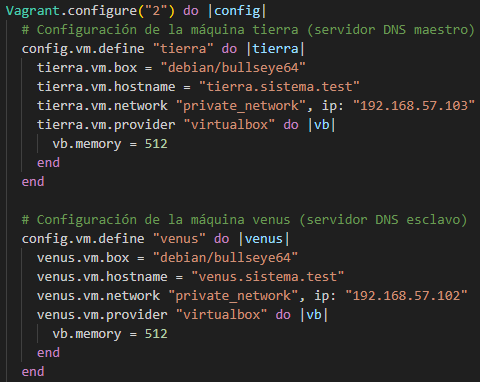 Vagrant.configure("2") do |config|
  # Configuración de la máquina tierra (servidor DNS maestro)
  config.vm.define "tierra" do |tierra|
    tierra.vm.box = "debian/bullseye64"
    tierra.vm.hostname = "tierra.sistema.test"
    tierra.vm.network "private_network", ip: "192.168.57.103"
    tierra.vm.provider "virtualbox" do |vb|
      vb.memory = 512
    end
  end

  # Configuración de la máquina venus (servidor DNS esclavo)
  config.vm.define "venus" do |venus|
    venus.vm.box = "debian/bullseye64"
    venus.vm.hostname = "venus.sistema.test"
    venus.vm.network "private_network", ip: "192.168.57.102"
    venus.vm.provider "virtualbox" do |vb|
      vb.memory = 512
    end
  end